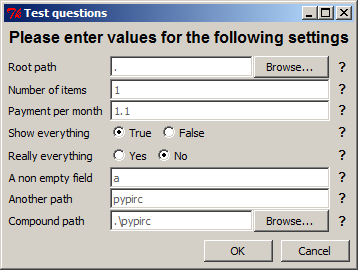 Test questions
Please enter values for the following settings
Root path . Browse... ?
Number of items 1 ?
Payment per month 1.1 ?
Show everything True False ?
Really everything Yes No ?
A non empty field a ?
Another path pypirc ?
Compound path .\pypirc Browse... ?
OK Cancel